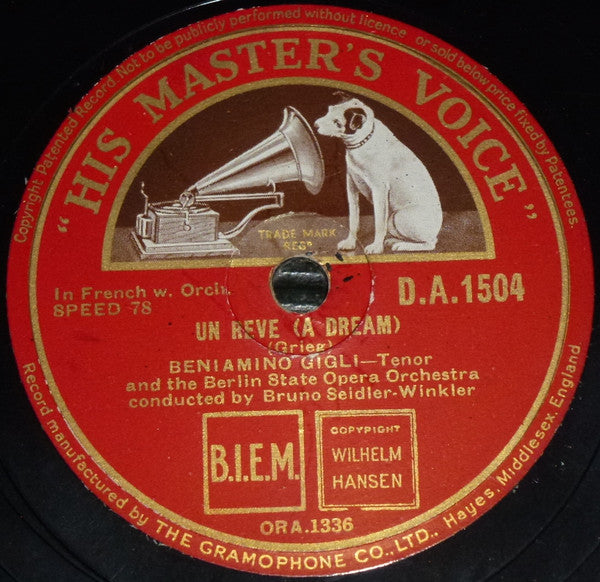 Copyright Patented Record Not to be publicly performed without licence or sold below price fixed by Patentees.
"HIS MASTER'S VOICE"
TRADE MARK
REGD
In French w. Orch
SPEED 78
D.A.1504
UN REVE (A DREAM)
(Grieg)
BENIAMINO GIGLI—Tenor
and the Berlin State Opera Orchestra
conducted by Bruno Seidler-Winkler
B.I.E.M.
COPYRIGHT
WILHELM
HANSEN
ORA.1336
Record manufactured by THE GRAMOPHONE CO., LTD., Hayes, Middlesex, England